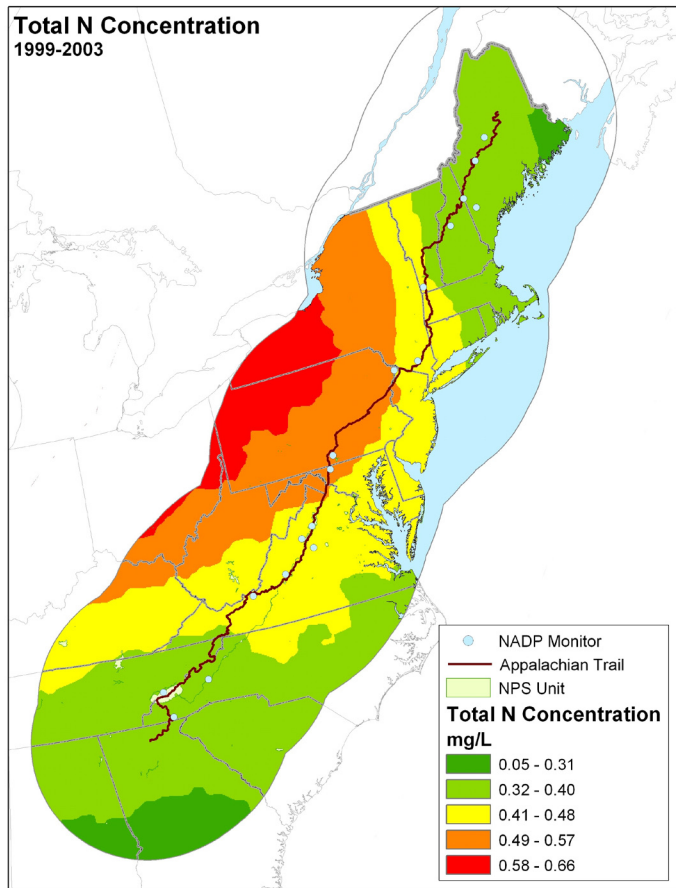 Total N Concentration
1999-2003
NADP Monitor
Appalachian Trail
NPS Unit
Total N Concentration
mg/L
0.05 - 0.31
0.32 - 0.40
0.41 - 0.48
0.49 - 0.57
0.58 - 0.66